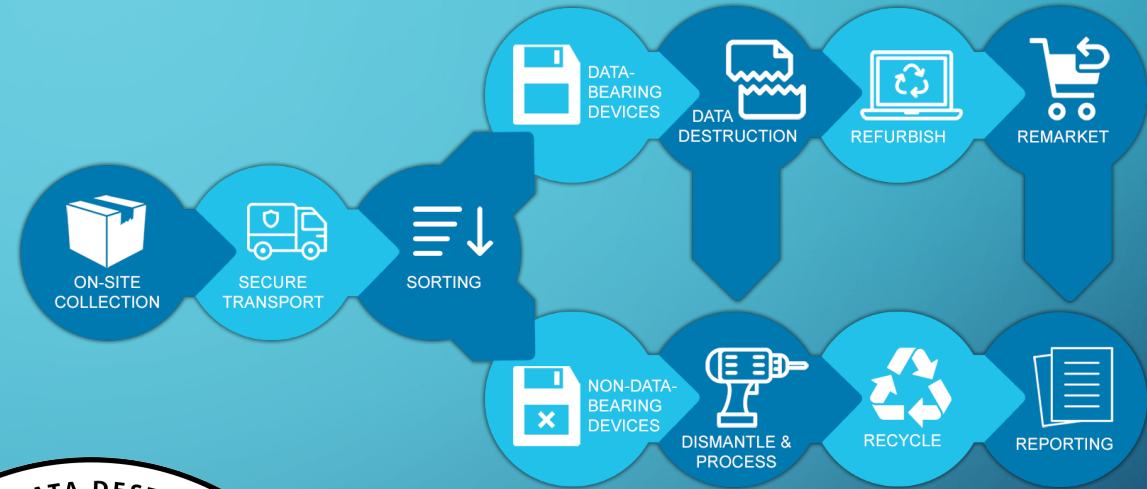 DATA-
BEARING
DEVICES
DATA
DESTRUCTION
REFURBISH
REMARKET
ON-SITE
COLLECTION
SECURE
TRANSPORT
SORTING
NON-DATA-
BEARING
DEVICES
DISMANTLE &
PROCESS
RECYCLE
REPORTING